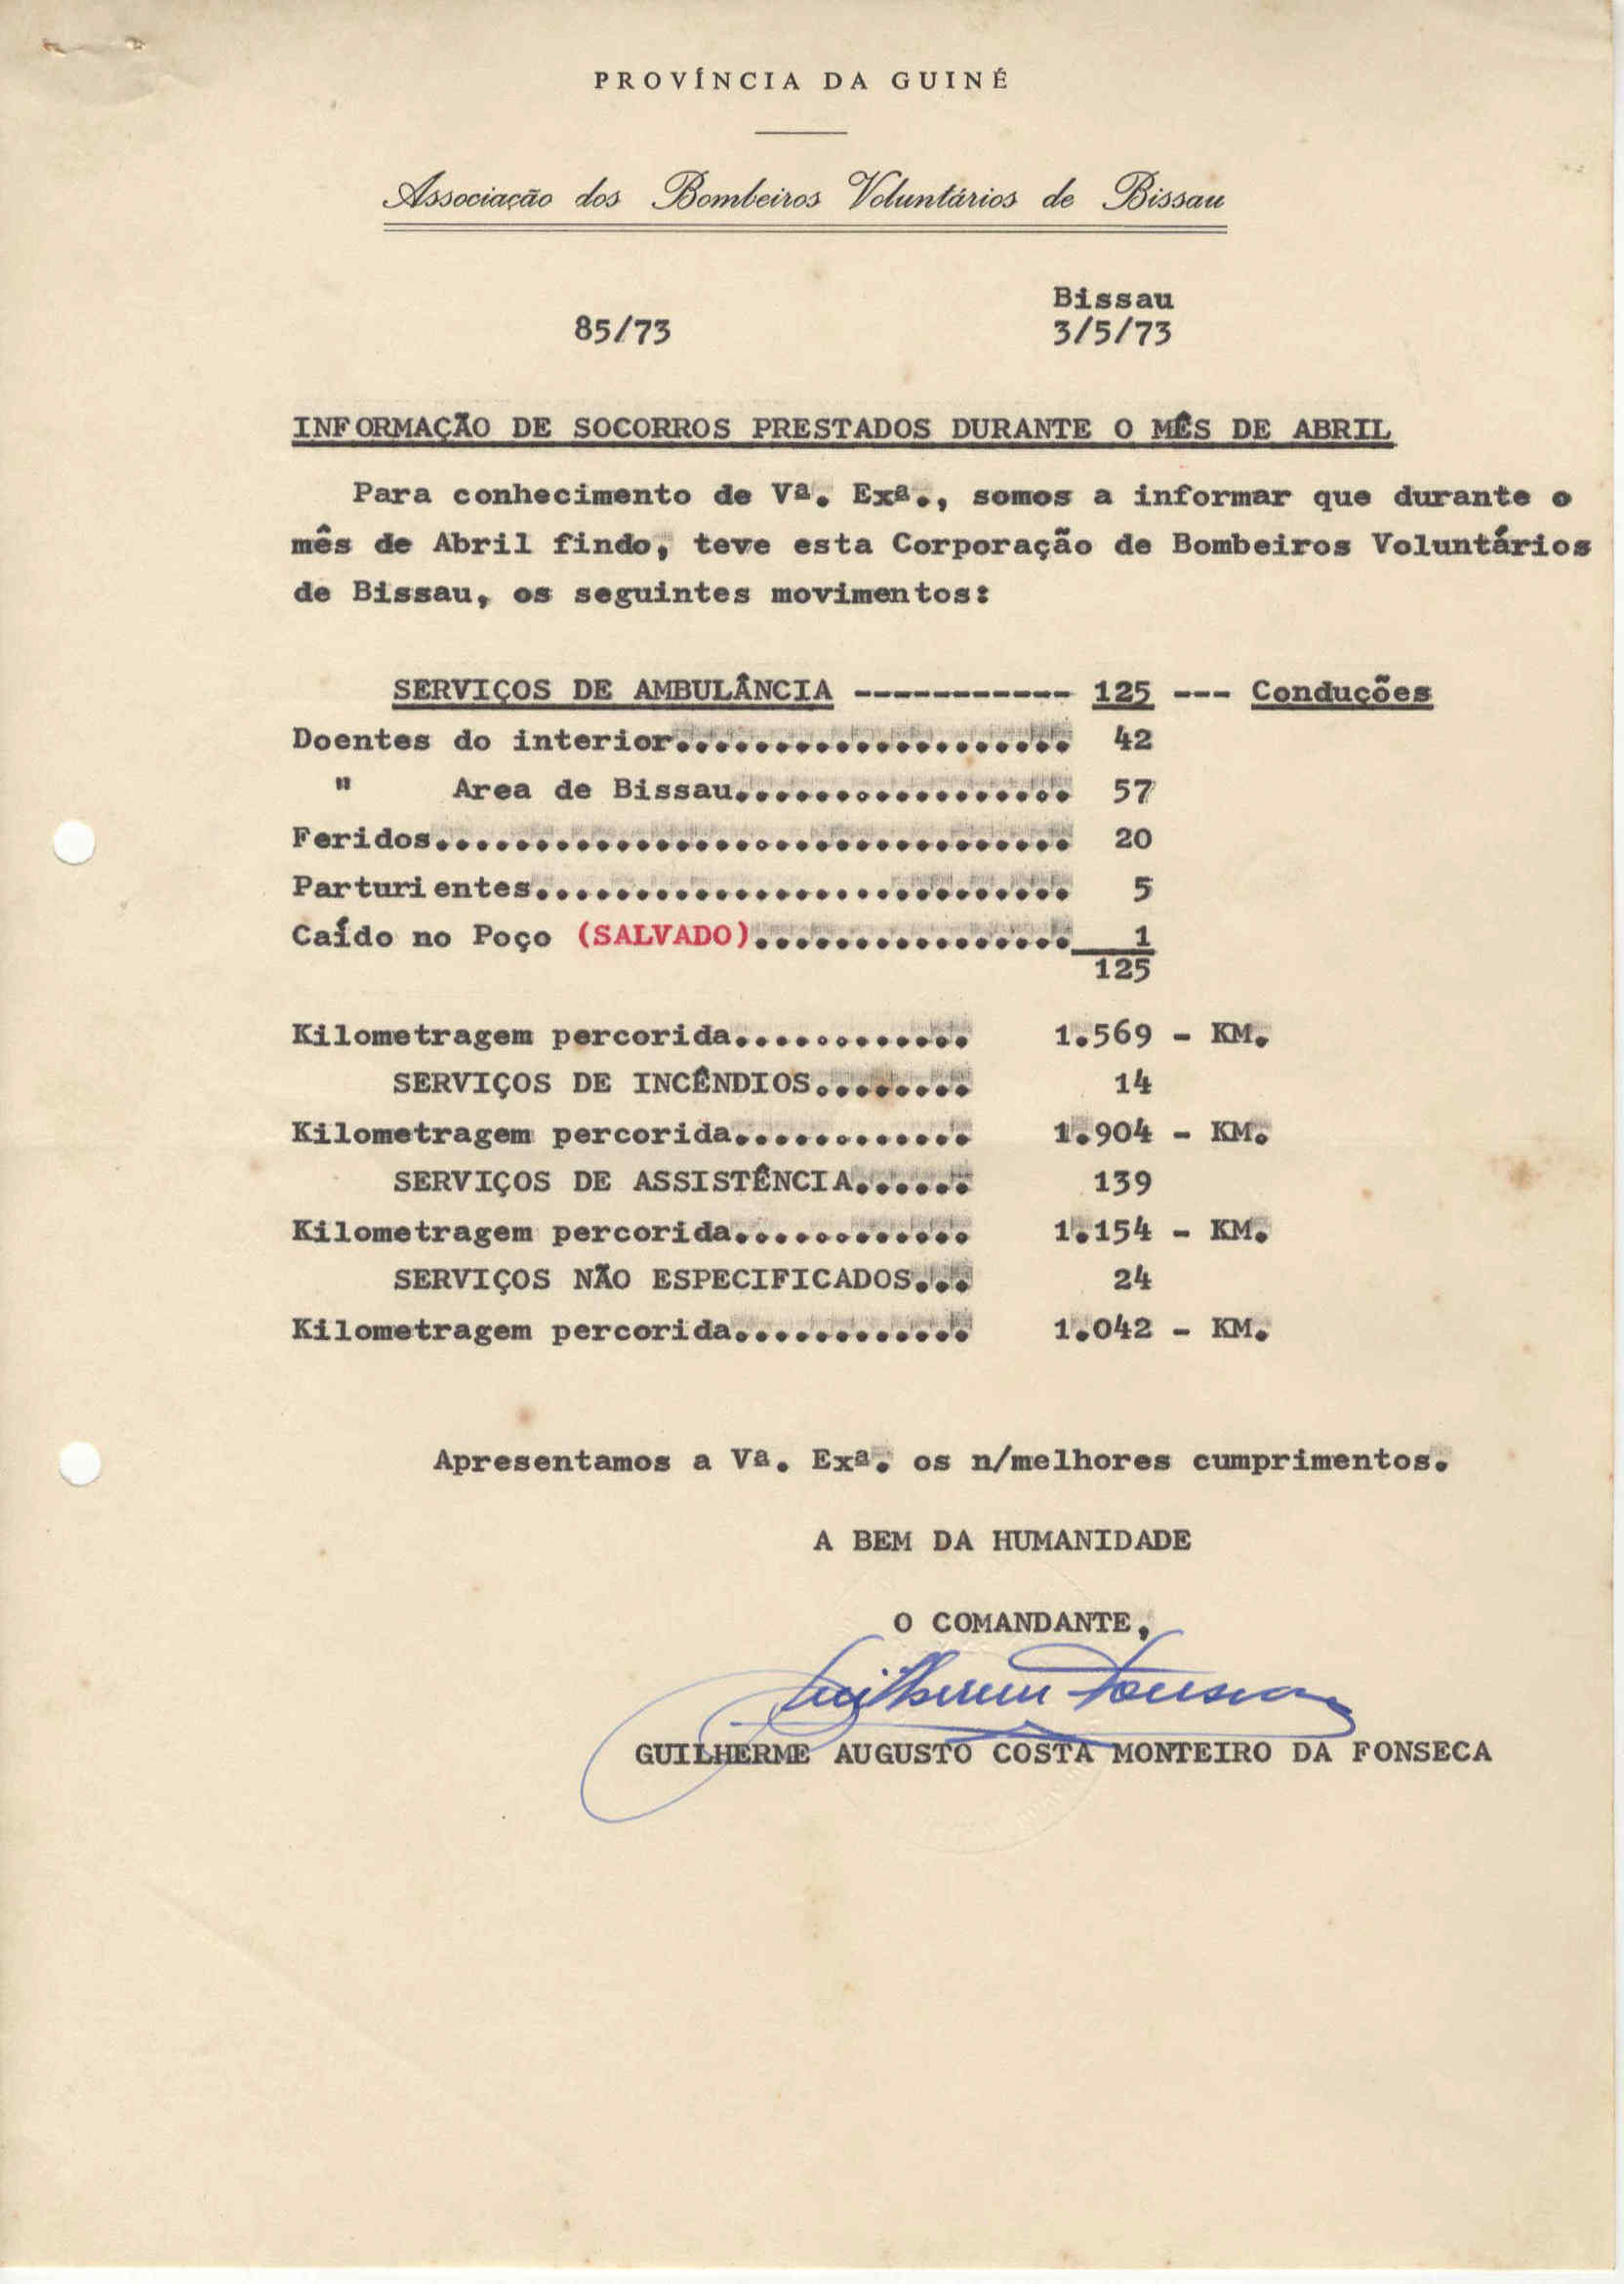 PROVÍNCIA DA GUINÉ
Associação dos Bombeiros Voluntários de Bissau
Bissau
85/73 3/5/73
INFORMAÇÃO DE SOCORROS PRESTADOS DURANTE O MÊS DE ABRIL
Para conhecimento de Vª. Exª., somos a informar que durante o
mês de Abril findo, teve esta Corporação de Bombeiros Voluntários
de Bissau, os seguintes movimentos:
SERVIÇOS DE AMBULÂNCIA ----------- 125 --- Conduções
Doentes do interior.................... 42
" Area de Bissau................. 57
Feridos................................ 20
Parturientes........................... 5
Caído no Poço (SALVADO)................ 1
125
Kilometragem percorida............ 1.569 - KM.
SERVIÇOS DE INCÊNDIOS........ 14
Kilometragem percorida............ 1.904 - KM.
SERVIÇOS DE ASSISTÊNCIA...... 139
Kilometragem percorida............ 1.154 - KM.
SERVIÇOS NÃO ESPECIFICADOS... 24
Kilometragem percorida............ 1.042 - KM.
Apresentamos a Vª. Exª. os n/melhores cumprimentos.
A BEM DA HUMANIDADE
O COMANDANTE,
Guilherme Fonseca
GUILHERME AUGUSTO COSTA MONTEIRO DA FONSECA